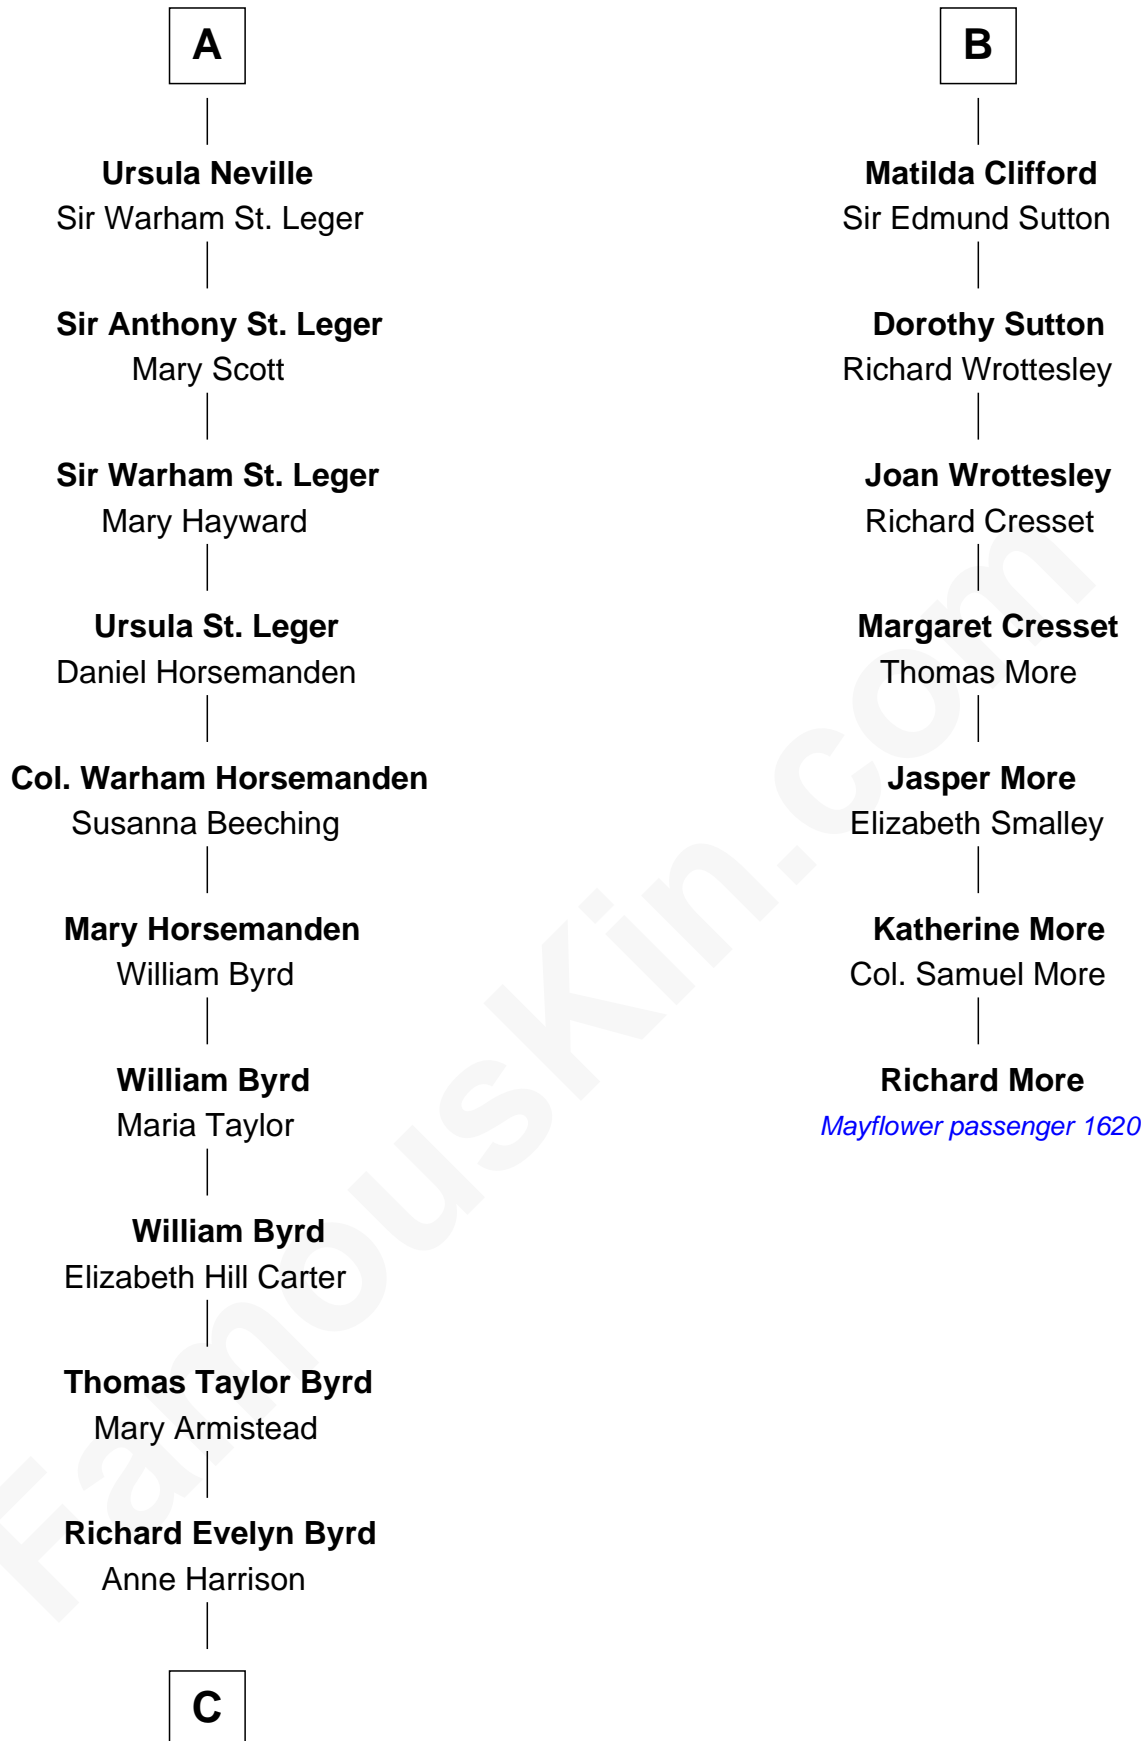 A
Ursula Neville
Sir Warham St. Leger
Sir Anthony St. Leger
Mary Scott
Sir Warham St. Leger
Mary Hayward
Ursula St. Leger
Daniel Horsemanden
Col. Warham Horsemanden
Susanna Beeching
Mary Horsemanden
William Byrd
William Byrd
Maria Taylor
William Byrd
Elizabeth Hill Carter
Thomas Taylor Byrd
Mary Armistead
Richard Evelyn Byrd
Anne Harrison
C
B
Matilda Clifford
Sir Edmund Sutton
Dorothy Sutton
Richard Wrottesley
Joan Wrottesley
Richard Cresset
Margaret Cresset
Thomas More
Jasper More
Elizabeth Smalley
Katherine More
Col. Samuel More
Richard More
Mayflower passenger 1620
FamousKin.com